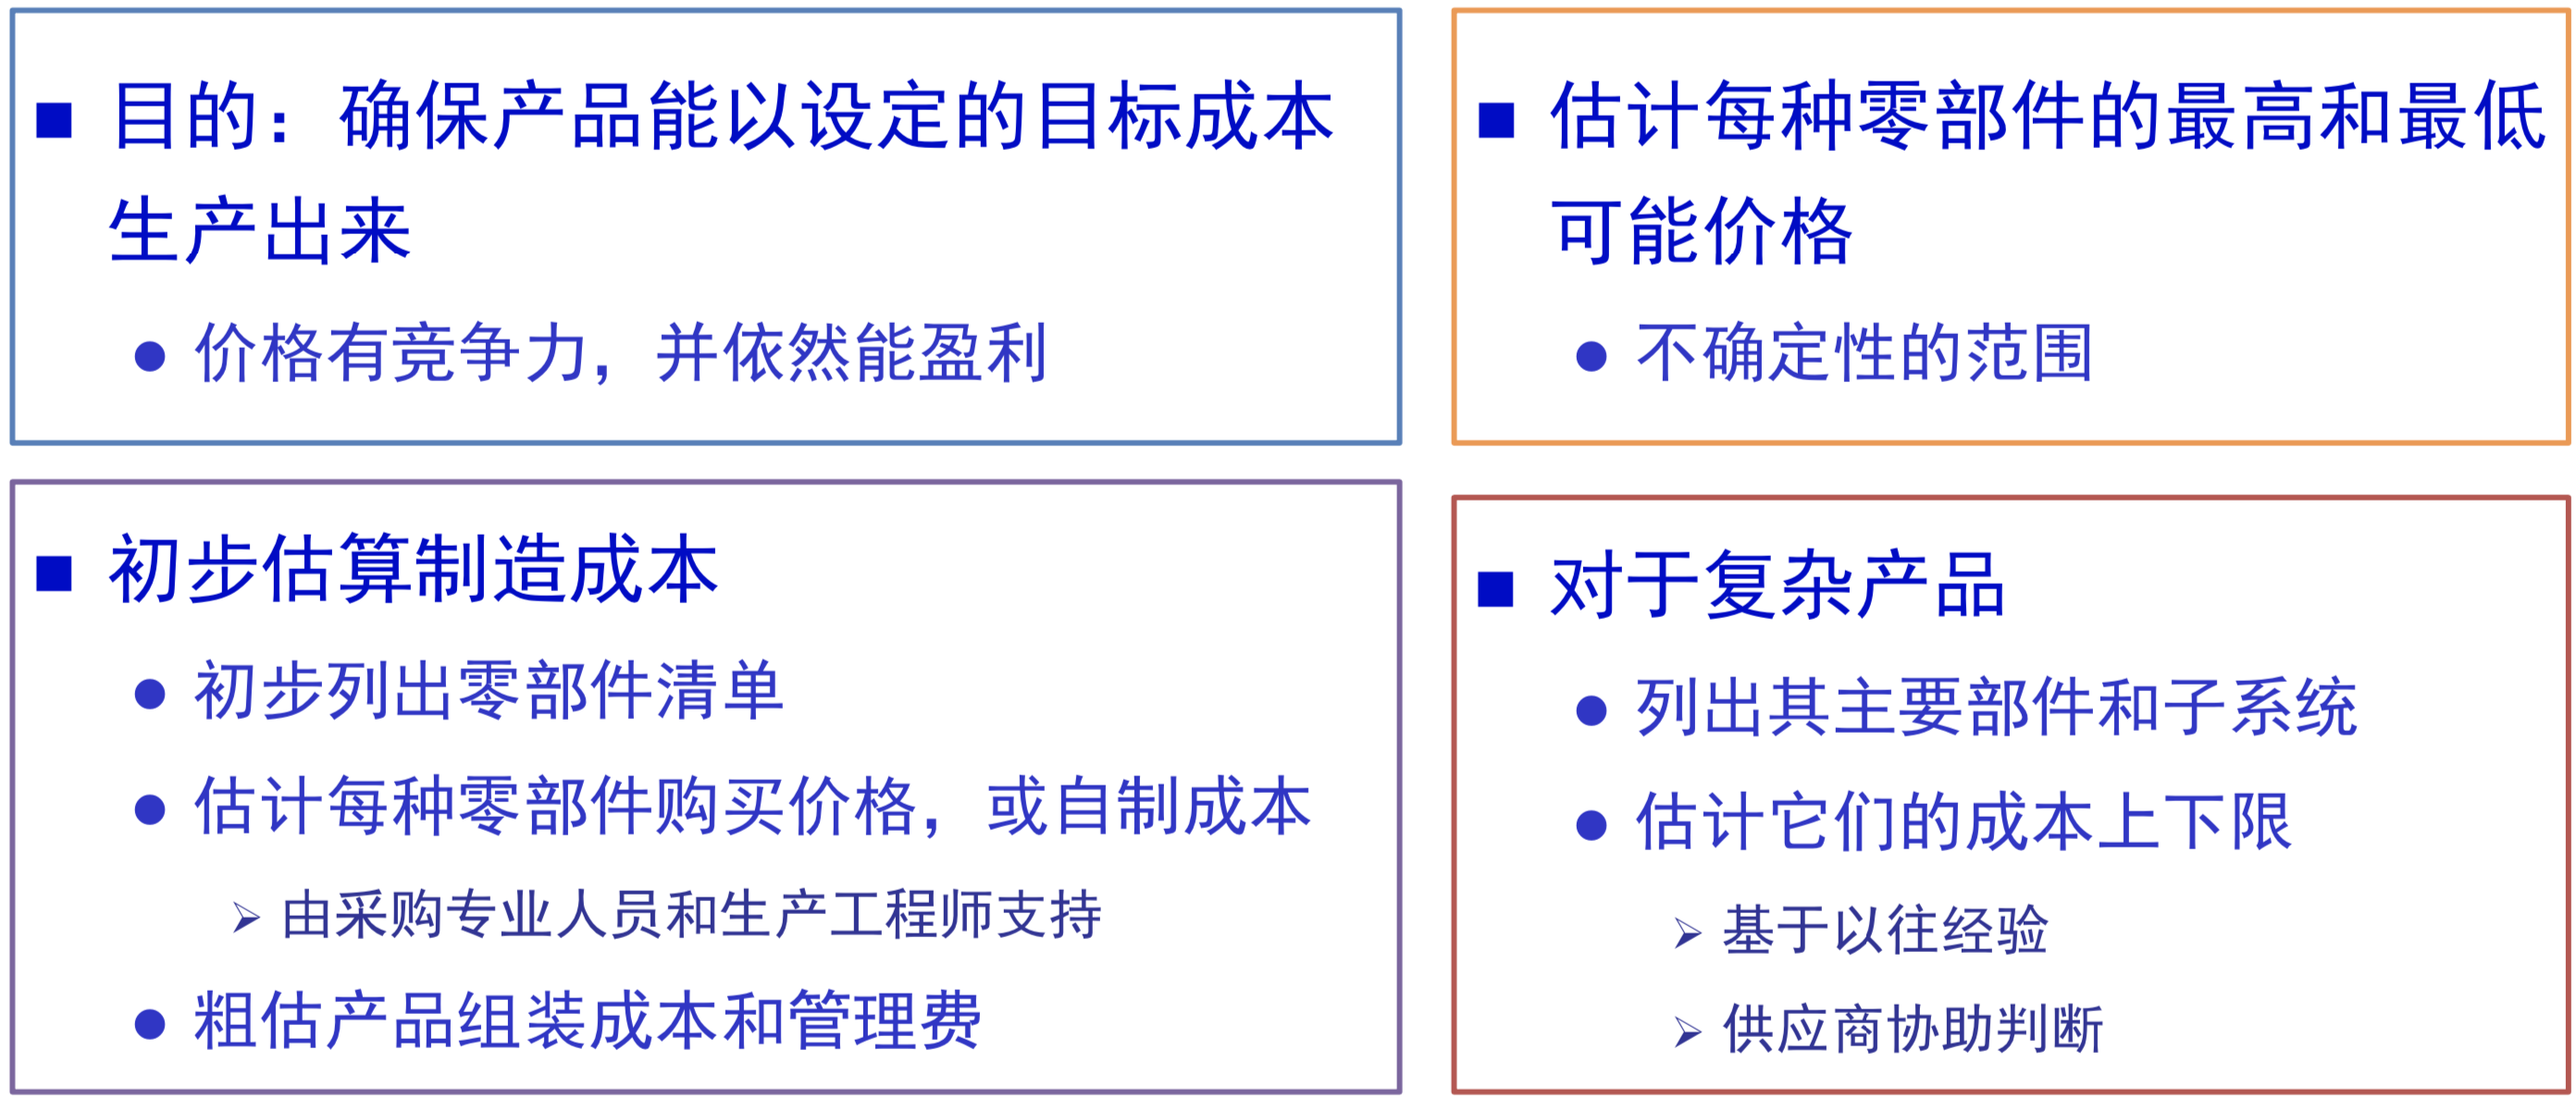 ■ 目的：确保产品能以设定的目标成本
生产出来
● 价格有竞争力，并依然能盈利
■ 估计每种零部件的最高和最低
可能价格
● 不确定性的范围
■ 初步估算制造成本
● 初步列出零部件清单
● 估计每种零部件购买价格，或自制成本
➢ 由采购专业人员和生产工程师支持
● 粗估产品组装成本和管理费
■ 对于复杂产品
● 列出其主要部件和子系统
● 估计它们的成本上下限
➢ 基于以往经验
➢ 供应商协助判断